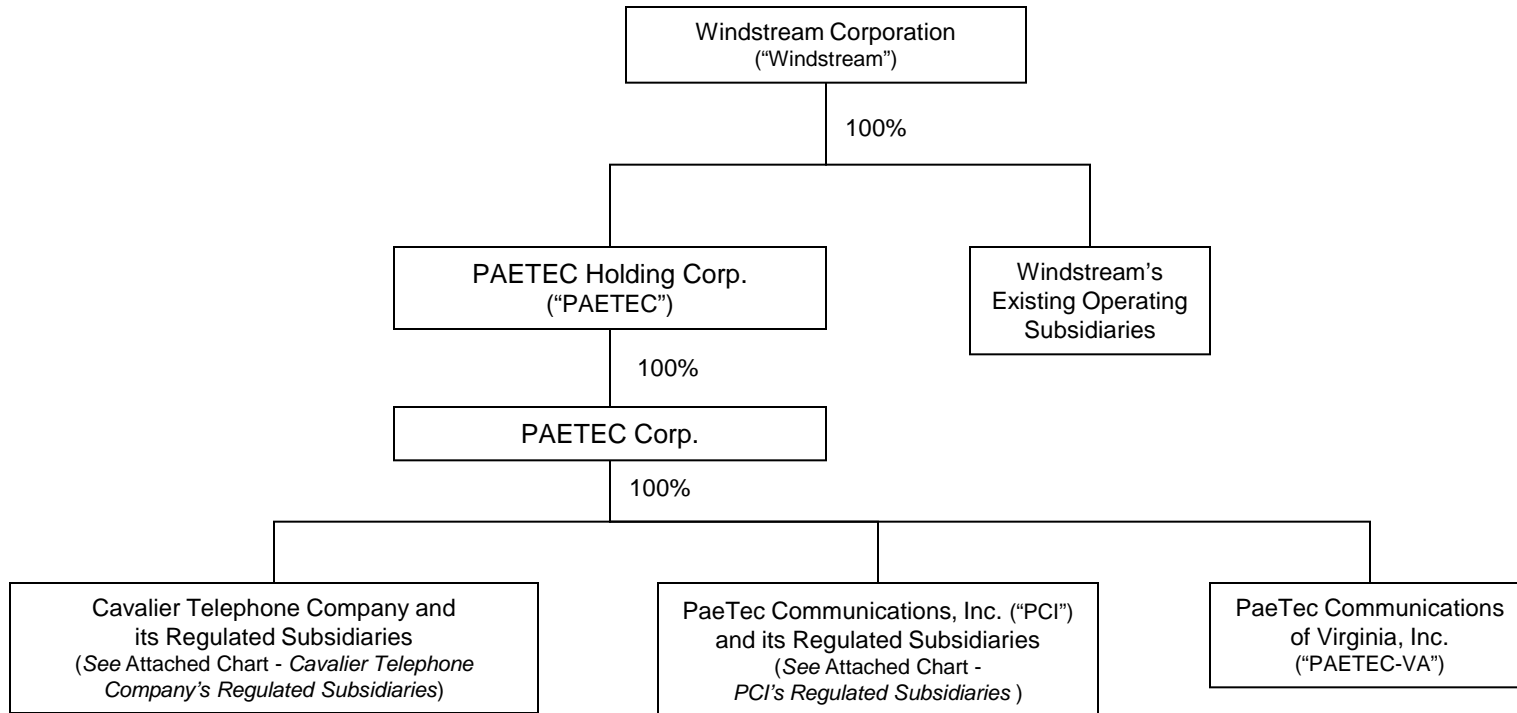 Windstream Corporation
(“Windstream”)
100%
PAETEC Holding Corp.
(“PAETEC”)
Windstream’s
Existing Operating
Subsidiaries
100%
PAETEC Corp.
100%
Cavalier Telephone Company and
its Regulated Subsidiaries
(See Attached Chart - Cavalier Telephone
Company’s Regulated Subsidiaries)
PaeTec Communications, Inc. (“PCI”)
and its Regulated Subsidiaries
(See Attached Chart -
PCI’s Regulated Subsidiaries )
PaeTec Communications
of Virginia, Inc.
(“PAETEC-VA”)